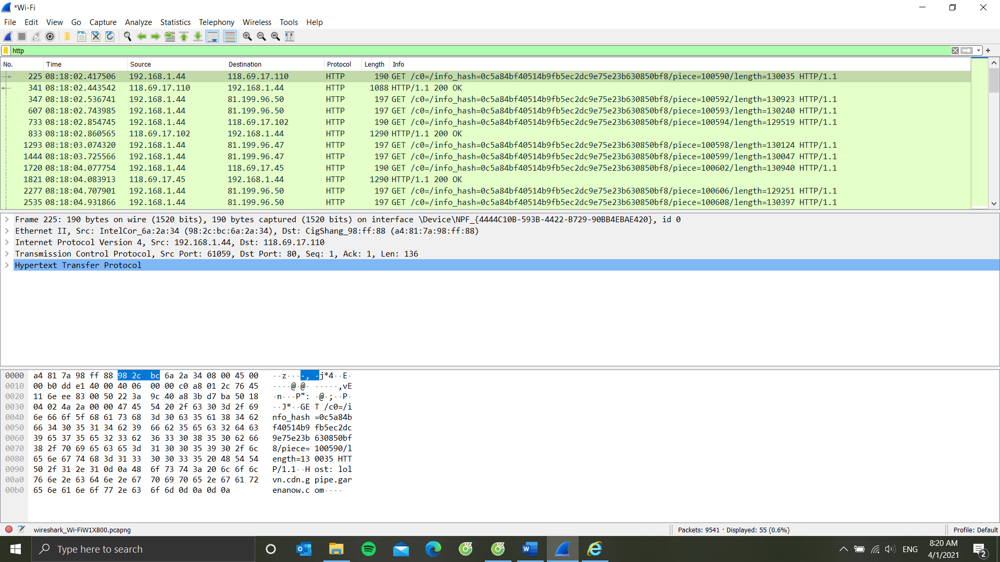 *Wi-Fi
File Edit View Go Capture Analyze Statistics Telephony Wireless Tools Help
http
No. Time Source Destination Protocol Length Info
225 08:18:02.417506 192.168.1.44 118.69.17.110 HTTP 190 GET /c0=/info_hash=0c5a84bf40514b9fb5ec2dc9e75e23b630850bf8/piece=100590/length=130035 HTTP/1.1
341 08:18:02.443542 118.69.17.110 192.168.1.44 HTTP 1088 HTTP/1.1 200 OK
347 08:18:02.536741 192.168.1.44 81.199.96.50 HTTP 197 GET /c0=/info_hash=0c5a84bf40514b9fb5ec2dc9e75e23b630850bf8/piece=100592/length=130923 HTTP/1.1
607 08:18:02.743985 192.168.1.44 81.199.96.50 HTTP 197 GET /c0=/info_hash=0c5a84bf40514b9fb5ec2dc9e75e23b630850bf8/piece=100593/length=130240 HTTP/1.1
733 08:18:02.854745 192.168.1.44 118.69.17.102 HTTP 190 GET /c0=/info_hash=0c5a84bf40514b9fb5ec2dc9e75e23b630850bf8/piece=100594/length=129519 HTTP/1.1
833 08:18:02.860565 118.69.17.102 192.168.1.44 HTTP 1290 HTTP/1.1 200 OK
1293 08:18:03.074320 192.168.1.44 81.199.96.47 HTTP 197 GET /c0=/info_hash=0c5a84bf40514b9fb5ec2dc9e75e23b630850bf8/piece=100598/length=130124 HTTP/1.1
1444 08:18:03.725566 192.168.1.44 81.199.96.47 HTTP 197 GET /c0=/info_hash=0c5a84bf40514b9fb5ec2dc9e75e23b630850bf8/piece=100599/length=130047 HTTP/1.1
1720 08:18:04.077754 192.168.1.44 118.69.17.45 HTTP 190 GET /c0=/info_hash=0c5a84bf40514b9fb5ec2dc9e75e23b630850bf8/piece=100602/length=130940 HTTP/1.1
1821 08:18:04.083913 118.69.17.45 192.168.1.44 HTTP 1290 HTTP/1.1 200 OK
2277 08:18:04.707901 192.168.1.44 81.199.96.50 HTTP 197 GET /c0=/info_hash=0c5a84bf40514b9fb5ec2dc9e75e23b630850bf8/piece=100606/length=129251 HTTP/1.1
2535 08:18:04.931866 192.168.1.44 81.199.96.50 HTTP 197 GET /c0=/info_hash=0c5a84bf40514b9fb5ec2dc9e75e23b630850bf8/piece=100608/length=130397 HTTP/1.1
Frame 225: 190 bytes on wire (1520 bits), 190 bytes captured (1520 bits) on interface \Device\NPF_{4444C10B-593B-4422-B729-90BB4EBAE420}, id 0
Ethernet II, Src: IntelCor_6a:2a:34 (98:2c:bc:6a:2a:34), Dst: CigShang_98:ff:88 (a4:81:7a:98:ff:88)
Internet Protocol Version 4, Src: 192.168.1.44, Dst: 118.69.17.110
Transmission Control Protocol, Src Port: 61059, Dst Port: 80, Seq: 1, Ack: 1, Len: 136
Hypertext Transfer Protocol
0000 a4 81 7a 98 ff 88 98 2c bc 6a 2a 34 08 00 45 00 ··z····,·j*4··E·
0010 00 b0 dd e1 40 00 40 06 00 00 c0 a8 01 2c 76 45 ····@·@······,vE
0020 11 6e ee 83 00 50 22 3a 9c 40 a8 3b d7 ba 50 18 ·n···P":·@·;··P·
0030 04 02 4a 2a 00 00 47 45 54 20 2f 63 30 3d 2f 69 ··J*··GET /c0=/i
0040 6e 66 6f 5f 68 61 73 68 3d 30 63 35 61 38 34 62 nfo_hash =0c5a84b
0050 66 34 30 35 31 34 62 39 66 62 35 65 63 32 64 63 f40514b9 fb5ec2dc
0060 39 65 37 35 65 32 33 62 36 33 30 38 35 30 62 66 9e75e23b 630850bf
0070 38 2f 70 69 65 63 65 3d 31 30 30 35 39 30 2f 6c 8/piece= 100590/l
0080 65 6e 67 74 68 3d 31 33 30 30 33 35 20 48 54 54 ength=13 0035 HTT
0090 50 2f 31 2e 31 0d 0a 48 6f 73 74 3a 20 6c 6f 6c P/1.1··H ost: lol
00a0 76 6e 2e 63 64 6e 2e 67 70 69 70 65 2e 67 61 72 vn.cdn.g pipe.gar
00b0 65 6e 61 6e 6f 77 2e 63 6f 6d 0d 0a 0d 0a enanow.c om····
wireshark_Wi-FiW1X800.pcapng Packets: 9541 · Displayed: 55 (0.6%) Profile: Default
Type here to search
ENG
8:20 AM
4/1/2021
2